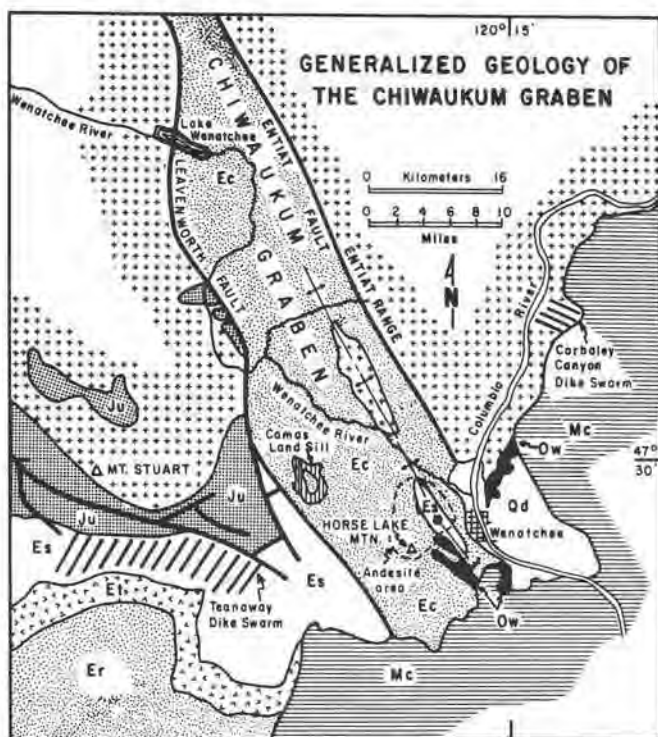 120° 15'
GENERALIZED GEOLOGY OF
THE CHIWAUKUM GRABEN
CHIWAUKUM
GRABEN
Wenatchee River
Lake
Wenatchee
Ec
ENTIAT FAULT
ENTIAT RANGE
LEAVENWORTH FAULT
0 Kilometers 16
0 2 4 6 8 10
Miles
N
Columbia River
Corbaley
Canyon
Dike Swarm
Mc
Ju
Wenatchee River
Camas
Land Sill
Ec
Ow
47°
30'
MT. STUART
Ju
Ju
Es
Qd
Wenatchee
HORSE LAKE
MTN.
Andesite
area
Es
Es
Teanaway
Dike Swarm
Et
Ec
Ow
Er
Mc